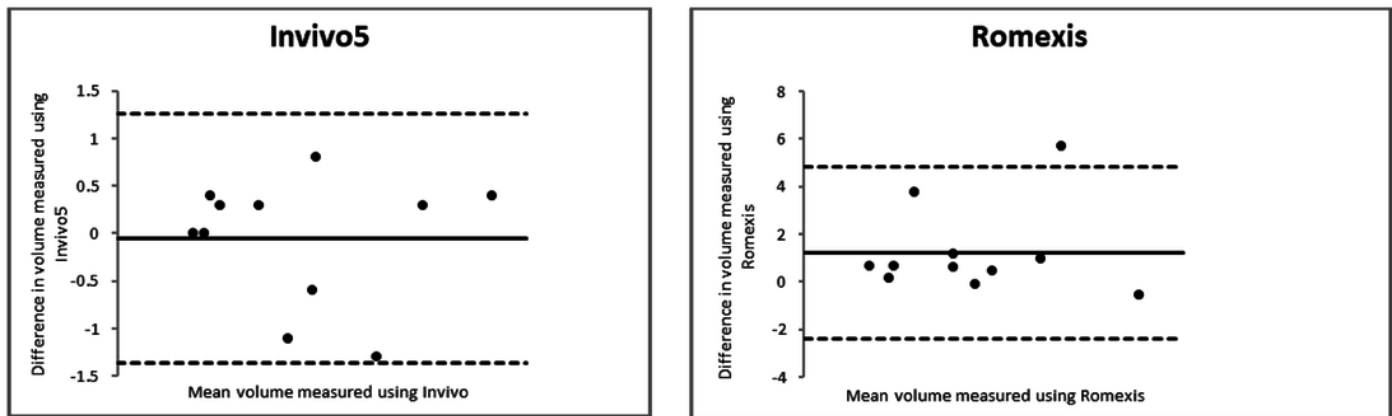 Invivo5
Difference in volume measured using
Invivo5
1.5
1
0.5
0
-0.5
-1
-1.5
Mean volume measured using Invivo
Romexis
Difference in volume measured using
Romexis
8
6
4
2
0
-2
-4
Mean volume measured using Romexis